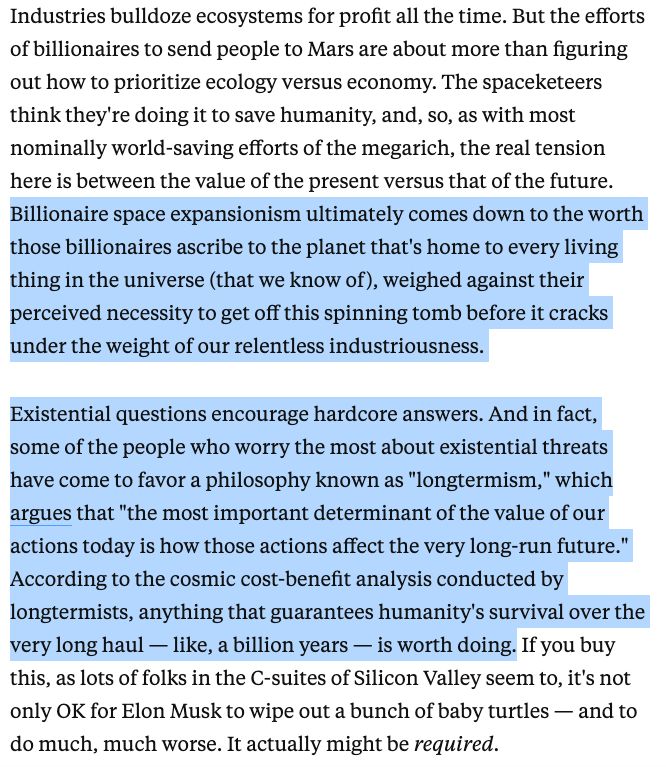 Industries bulldoze ecosystems for profit all the time. But the efforts
of billionaires to send people to Mars are about more than figuring
out how to prioritize ecology versus economy. The spaceketeers
think they're doing it to save humanity, and, so, as with most
nominally world-saving efforts of the megarich, the real tension
here is between the value of the present versus that of the future.
Billionaire space expansionism ultimately comes down to the worth
those billionaires ascribe to the planet that's home to every living
thing in the universe (that we know of), weighed against their
perceived necessity to get off this spinning tomb before it cracks
under the weight of our relentless industriousness.
Existential questions encourage hardcore answers. And in fact,
some of the people who worry the most about existential threats
have come to favor a philosophy known as "longtermism," which
argues that "the most important determinant of the value of our
actions today is how those actions affect the very long-run future."
According to the cosmic cost-benefit analysis conducted by
longtermists, anything that guarantees humanity's survival over the
very long haul — like, a billion years — is worth doing. If you buy
this, as lots of folks in the C-suites of Silicon Valley seem to, it's not
only OK for Elon Musk to wipe out a bunch of baby turtles — and to
do much, much worse. It actually might be required.